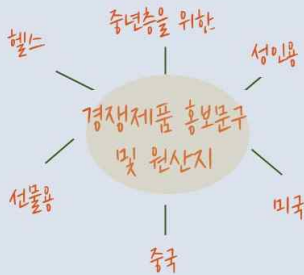 중년층을 위한
헬스
성인용
경쟁제품 홍보문구
및 원산지
선물용
미국
중국